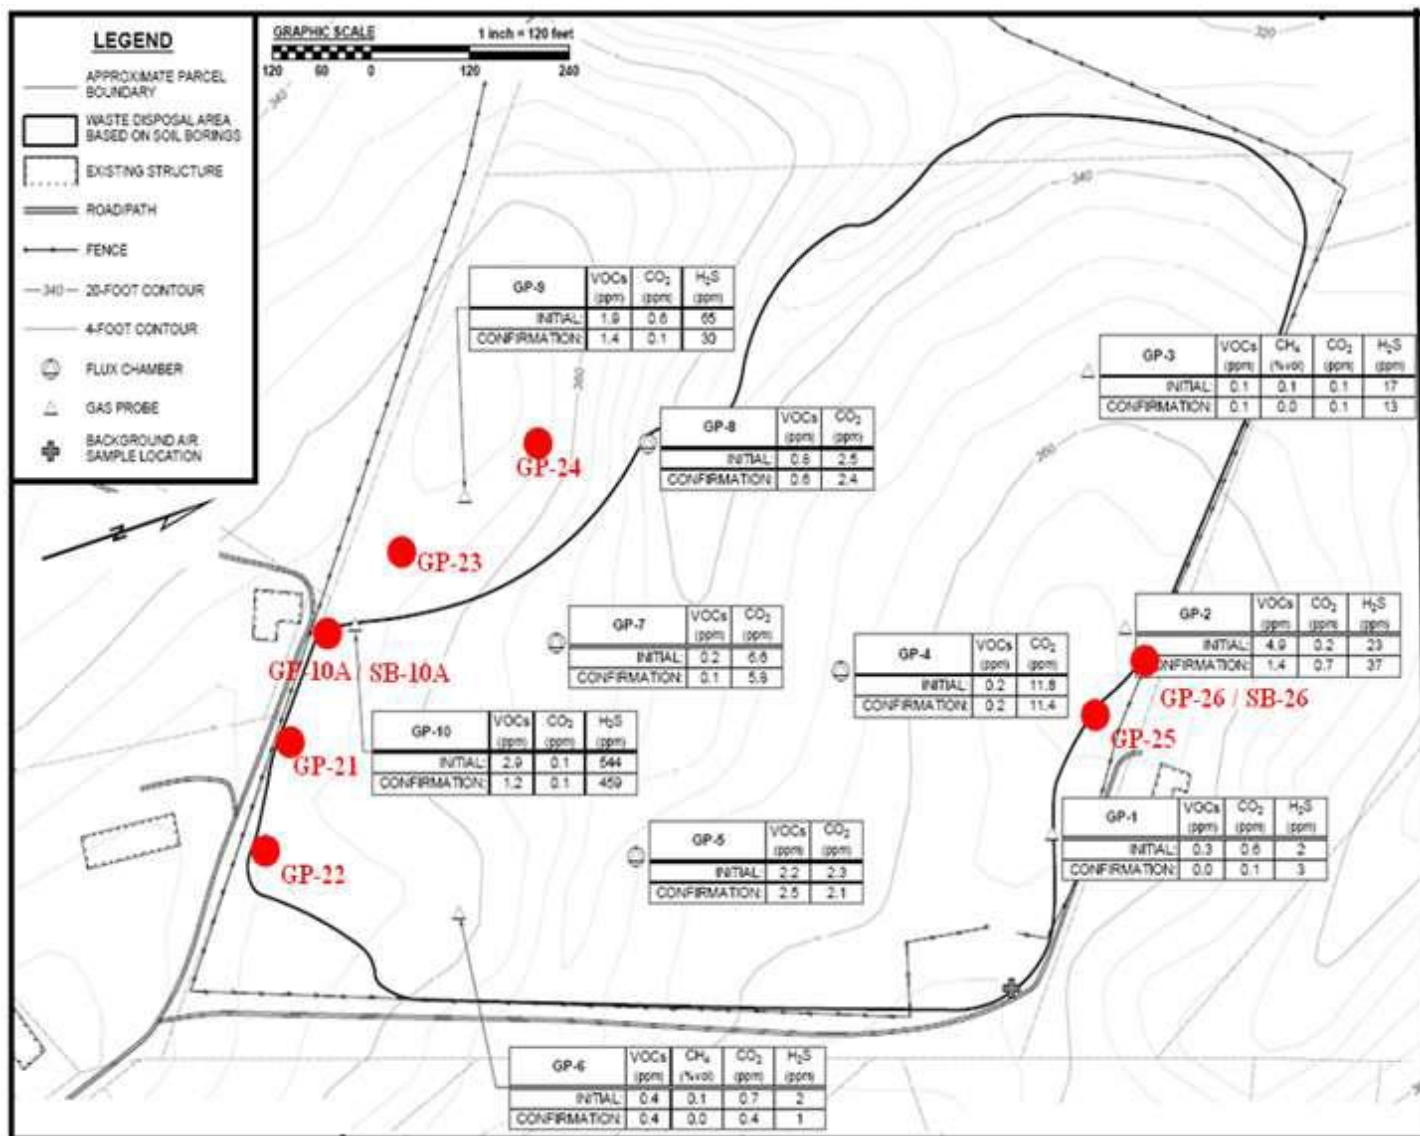 LEGEND
APPROXIMATE PARCEL
BOUNDARY
WASTE DISPOSAL AREA
BASED ON SOIL BORINGS
EXISTING STRUCTURE
ROAD/PATH
FENCE
340 20-FOOT CONTOUR
4-FOOT CONTOUR
FLUX CHAMBER
GAS PROBE
BACKGROUND AIR
SAMPLE LOCATION
GRAPHIC SCALE 1 inch = 120 feet
120 60 0 120 240
320
340
340
N
GP-9 VOCs (ppm) CO₂ (ppm) H₂S (ppm)
INITIAL: 1.9 0.6 65
CONFIRMATION: 1.4 0.1 30
360
GP-3 VOCs (ppm) CH₄ (%vol) CO₂ (ppm) H₂S (ppm)
INITIAL: 0.1 0.1 0.1 17
CONFIRMATION: 0.1 0.0 0.1 13
GP-8 VOCs (ppm) CO₂ (ppm)
INITIAL: 0.8 2.5
CONFIRMATION: 0.6 2.4
GP-24
GP-23
GP-7 VOCs (ppm) CO₂ (ppm)
INITIAL: 0.2 6.6
CONFIRMATION: 0.1 5.8
GP-2 VOCs (ppm) CO₂ (ppm) H₂S (ppm)
INITIAL: 4.9 0.2 23
CONFIRMATION: 1.4 0.7 37
GP-4 VOCs (ppm) CO₂ (ppm)
INITIAL: 0.2 11.8
CONFIRMATION: 0.2 11.4
GP-10A / SB-10A
GP-26 / SB-26
GP-25
GP-10 VOCs (ppm) CO₂ (ppm) H₂S (ppm)
INITIAL: 2.9 0.1 544
CONFIRMATION: 1.2 0.1 459
GP-21
GP-22
GP-5 VOCs (ppm) CO₂ (ppm)
INITIAL: 2.2 2.3
CONFIRMATION: 2.5 2.1
GP-1 VOCs (ppm) CO₂ (ppm) H₂S (ppm)
INITIAL: 0.3 0.6 2
CONFIRMATION: 0.0 0.1 3
GP-6 VOCs (ppm) CH₄ (%vol) CO₂ (ppm) H₂S (ppm)
INITIAL: 0.4 0.1 0.7 2
CONFIRMATION: 0.4 0.0 0.4 1